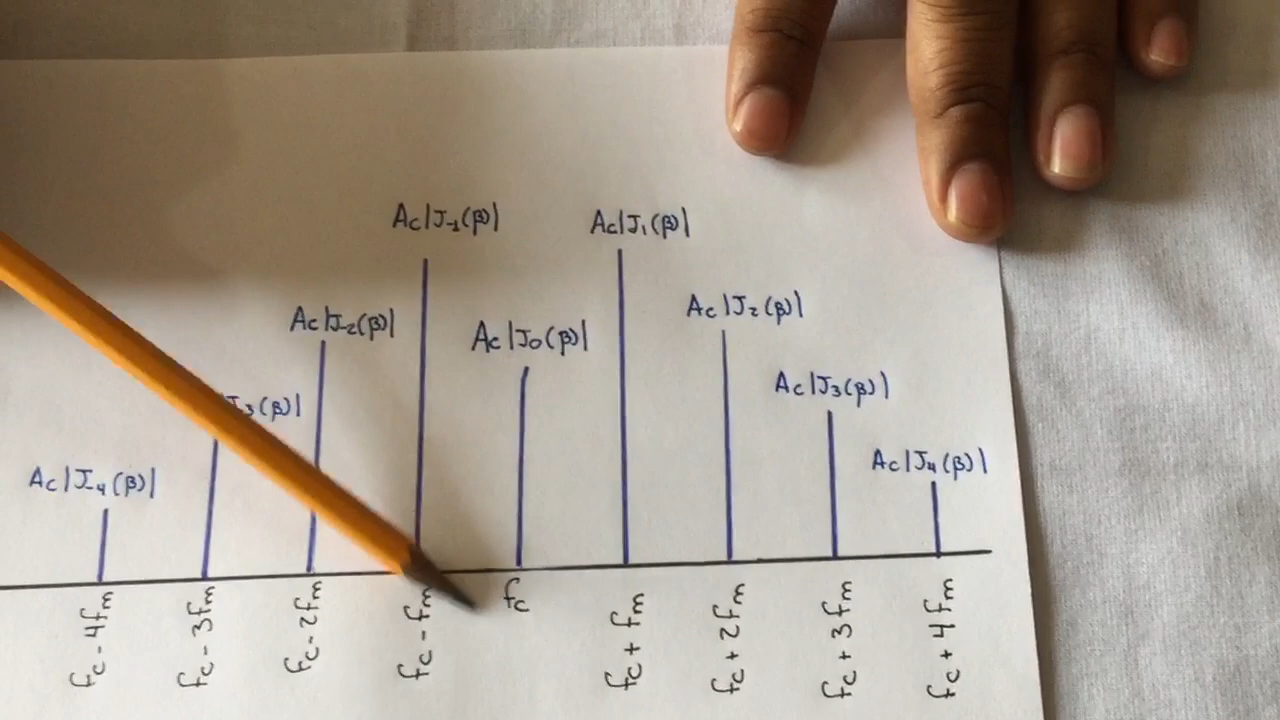 Ac|J₋₁(β)|
Ac|J₁(β)|
Ac|J₋₂(β)|
Ac|J₀(β)|
Ac|J₂(β)|
Ac|J₃(β)|
Ac|J₋₄(β)|
Ac|J₄(β)|
fc - 4fm
fc - 3fm
fc - 2fm
fc - fm
fc
fc + fm
fc + 2fm
fc + 3fm
fc + 4fm